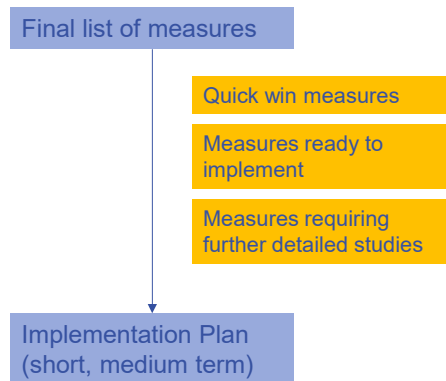 Final list of measures
Quick win measures
Measures ready to
implement
Measures requiring
further detailed studies
Implementation Plan
(short, medium term)